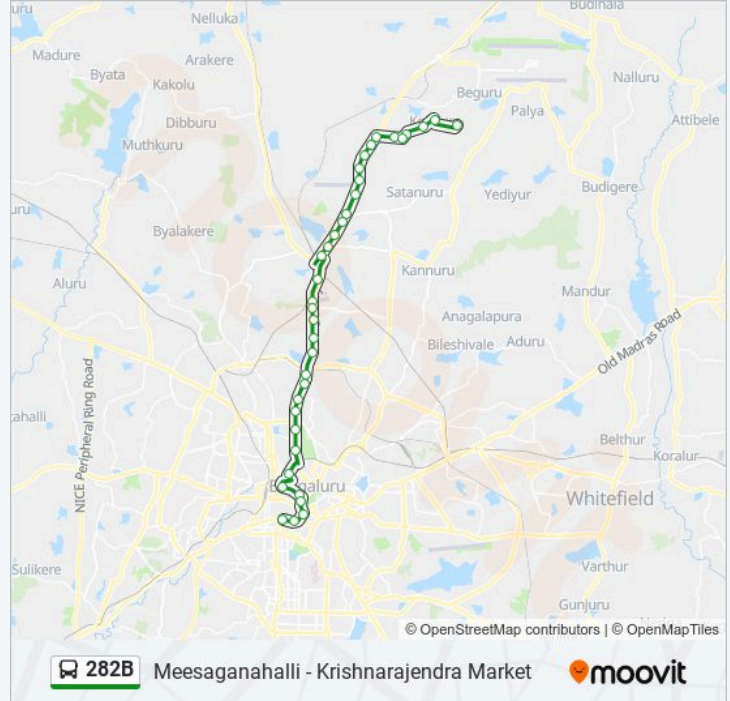 Budihala
Nelluka
Madure
Arakere
Byata
Kakolu
Nalluru
Beguru
Palya
Attibele
Dibburu
Muthkuru
Satanuru
Yediyur
Budigere
uru
Byalakere
Kannuru
Aluru
Mandur
Anagalapura
Bileshivale
Aduru
Old Madras Road
NICE Peripheral Ring Road
cahalli
Belthur
Koralur
Whitefield
Sulikere
Varthur
Gunjuru
© OpenStreetMap contributors | © OpenMapTiles
282B Meesaganahalli - Krishnarajendra Market moovit